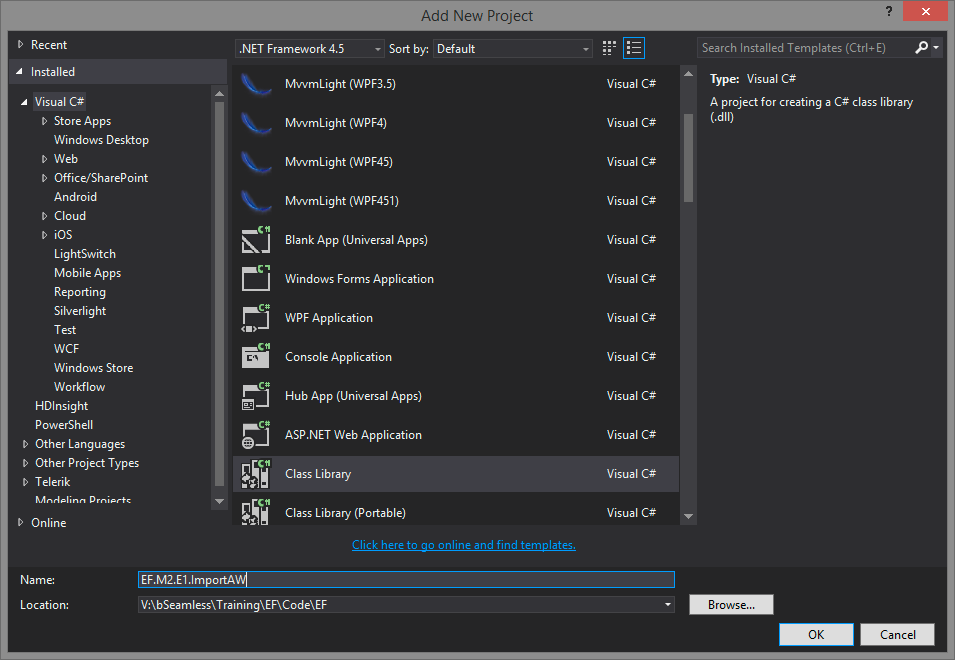 Add New Project
?
Recent
Installed
Visual C#
Store Apps
Windows Desktop
Web
Office/SharePoint
Android
Cloud
iOS
LightSwitch
Mobile Apps
Reporting
Silverlight
Test
WCF
Windows Store
Workflow
HDInsight
PowerShell
Other Languages
Other Project Types
Telerik
Modeling Projects
Online
.NET Framework 4.5 Sort by: Default
MvvmLight (WPF3.5) Visual C#
MvvmLight (WPF4) Visual C#
MvvmLight (WPF45) Visual C#
MvvmLight (WPF451) Visual C#
Blank App (Universal Apps) Visual C#
Windows Forms Application Visual C#
WPF Application Visual C#
Console Application Visual C#
Hub App (Universal Apps) Visual C#
ASP.NET Web Application Visual C#
Class Library Visual C#
Class Library (Portable) Visual C#
Click here to go online and find templates.
Search Installed Templates (Ctrl+E)
Type: Visual C#
A project for creating a C# class library
(.dll)
Name: EF.M2.E1.ImportAW
Location: V:\bSeamless\Training\EF\Code\EF Browse...
OK Cancel